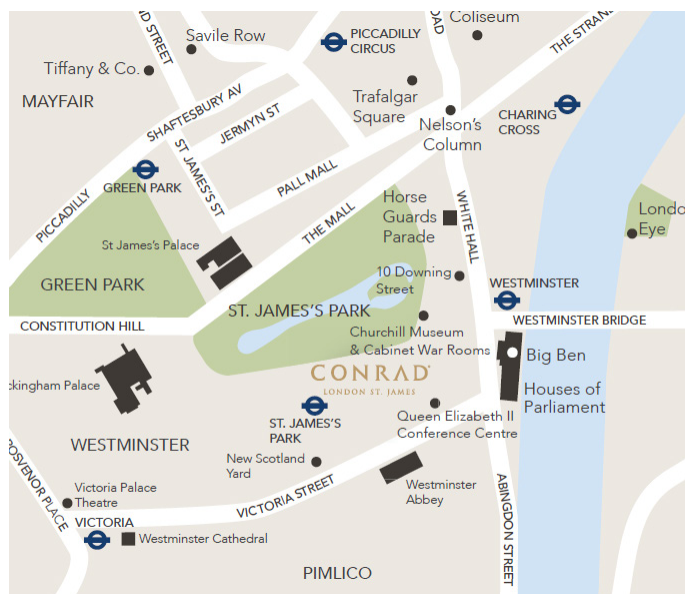 Coliseum
OAD
THE STRAND
ND STREET
Savile Row
PICCADILLY
CIRCUS
Tiffany & Co.
MAYFAIR
Trafalgar
Square
CHARING
CROSS
SHAFTESBURY AV
JERMYN ST
Nelson's
Column
ST JAMES'S ST
PALL MALL
GREEN PARK
PICCADILLY
THE MALL
Horse
Guards
Parade
WHITE HALL
Londo
Eye
St James's Palace
GREEN PARK
10 Downing
Street
WESTMINSTER
ST. JAMES'S PARK
CONSTITUTION HILL
WESTMINSTER BRIDGE
Churchill Museum
& Cabinet War Rooms
Big Ben
CONRAD
LONDON ST. JAMES
ckingham Palace
Houses of
Parliament
ST. JAMES'S
PARK
Queen Elizabeth II
Conference Centre
WESTMINSTER
OSVENOR PLACE
New Scotland
Yard
Westminster
Abbey
Victoria Palace
Theatre
VICTORIA STREET
ABINGDON STREET
VICTORIA
Westminster Cathedral
PIMLICO